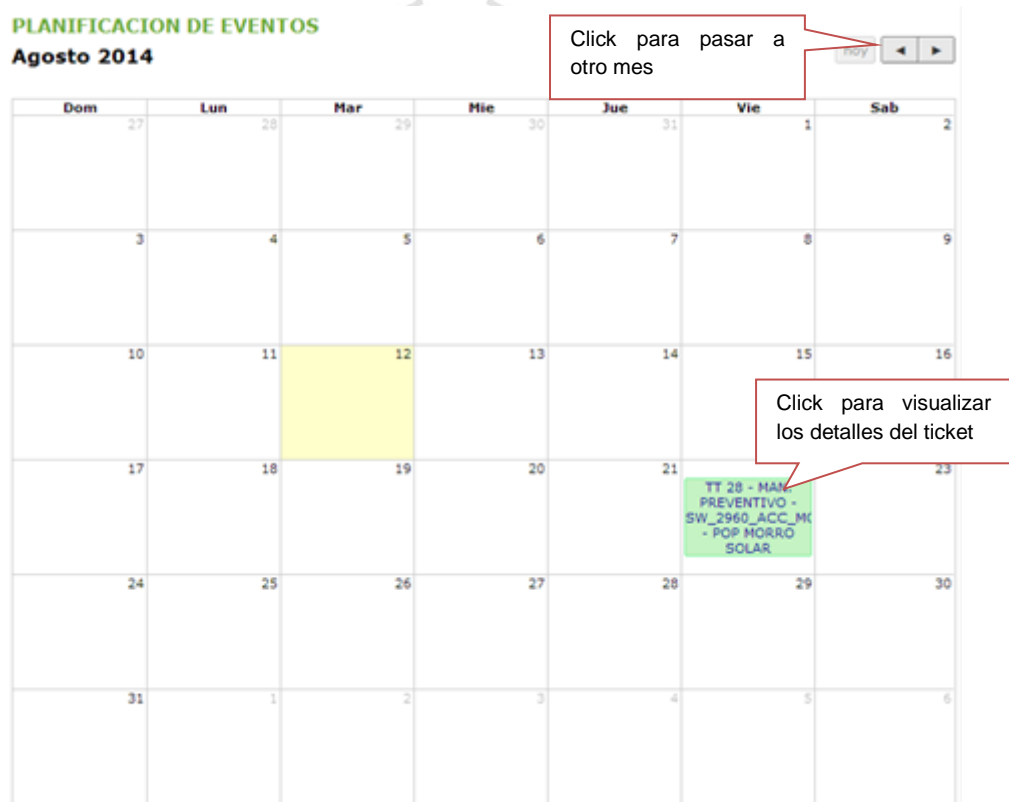 PLANIFICACION DE EVENTOS
Agosto 2014
Click para pasar a
otro mes
hoy
Dom Lun Mar Mie Jue Vie Sab
27 28 29 30 31 1 2
3 4 5 6 7 8 9
10 11 12 13 14 15 16
Click para visualizar
los detalles del ticket
17 18 19 20 21 23
TT 28 - MAN.
PREVENTIVO -
SW_2960_ACC_MO
- POP MORRO
SOLAR
24 25 26 27 28 29 30
31 1 2 3 4 5 6